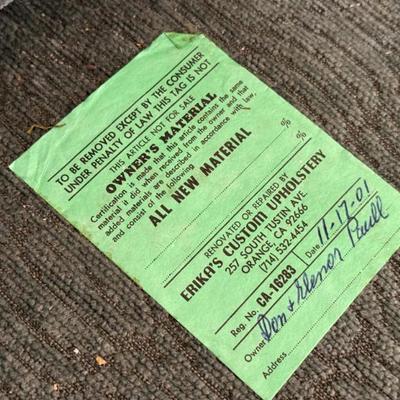 UNDER PENALTY OF LAW THIS TAG IS NOT
TO BE REMOVED EXCEPT BY THE CONSUMER
THIS ARTICLE NOT FOR SALE
OWNER'S MATERIAL
Certification is made that this article contains the same
material it did when received from the owner and that
added materials are described in accordance with law,
and consist of the following
ALL NEW MATERIAL
%
%
RENOVATED OR REPAIRED BY
ERIKA'S CUSTOM UPHOLSTERY
257 SOUTH TUSTIN AVE.
ORANGE, CA 92666
(714) 532-4454
Reg. No. CA-16283 Date 11-17-01
Owner Don & Elenor
Address